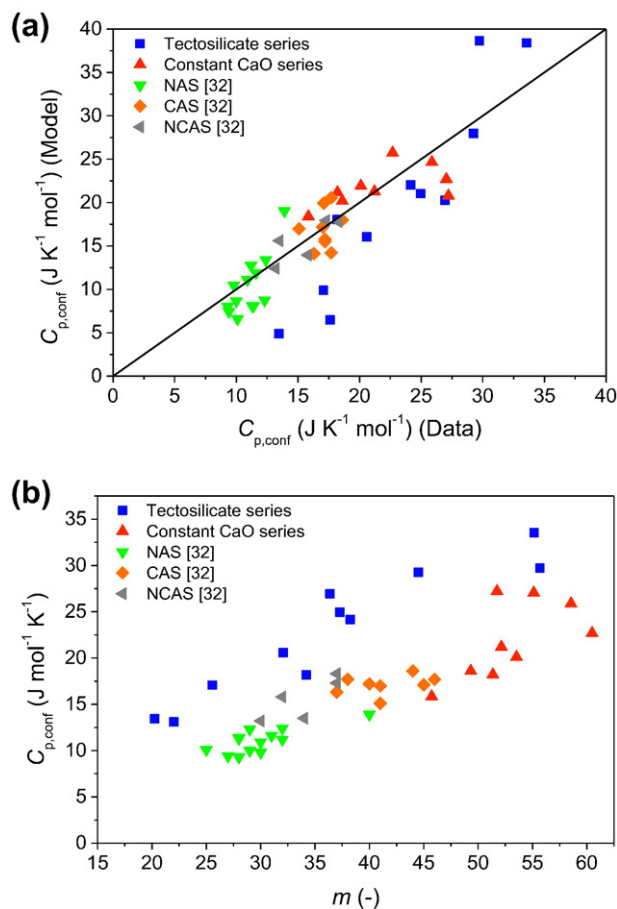 (a)
Tectosilicate series
Constant CaO series
NAS [32]
CAS [32]
NCAS [32]
40
35
30
25
20
15
10
5
0
0 5 10 15 20 25 30 35 40
Cp,conf (J K⁻¹ mol⁻¹) (Model)
Cp,conf (J K⁻¹ mol⁻¹) (Data)
(b)
Tectosilicate series
Constant CaO series
NAS [32]
CAS [32]
NCAS [32]
35
30
25
20
15
10
5
0
15 20 25 30 35 40 45 50 55 60
Cp,conf (J mol⁻¹ K⁻¹)
m (-)